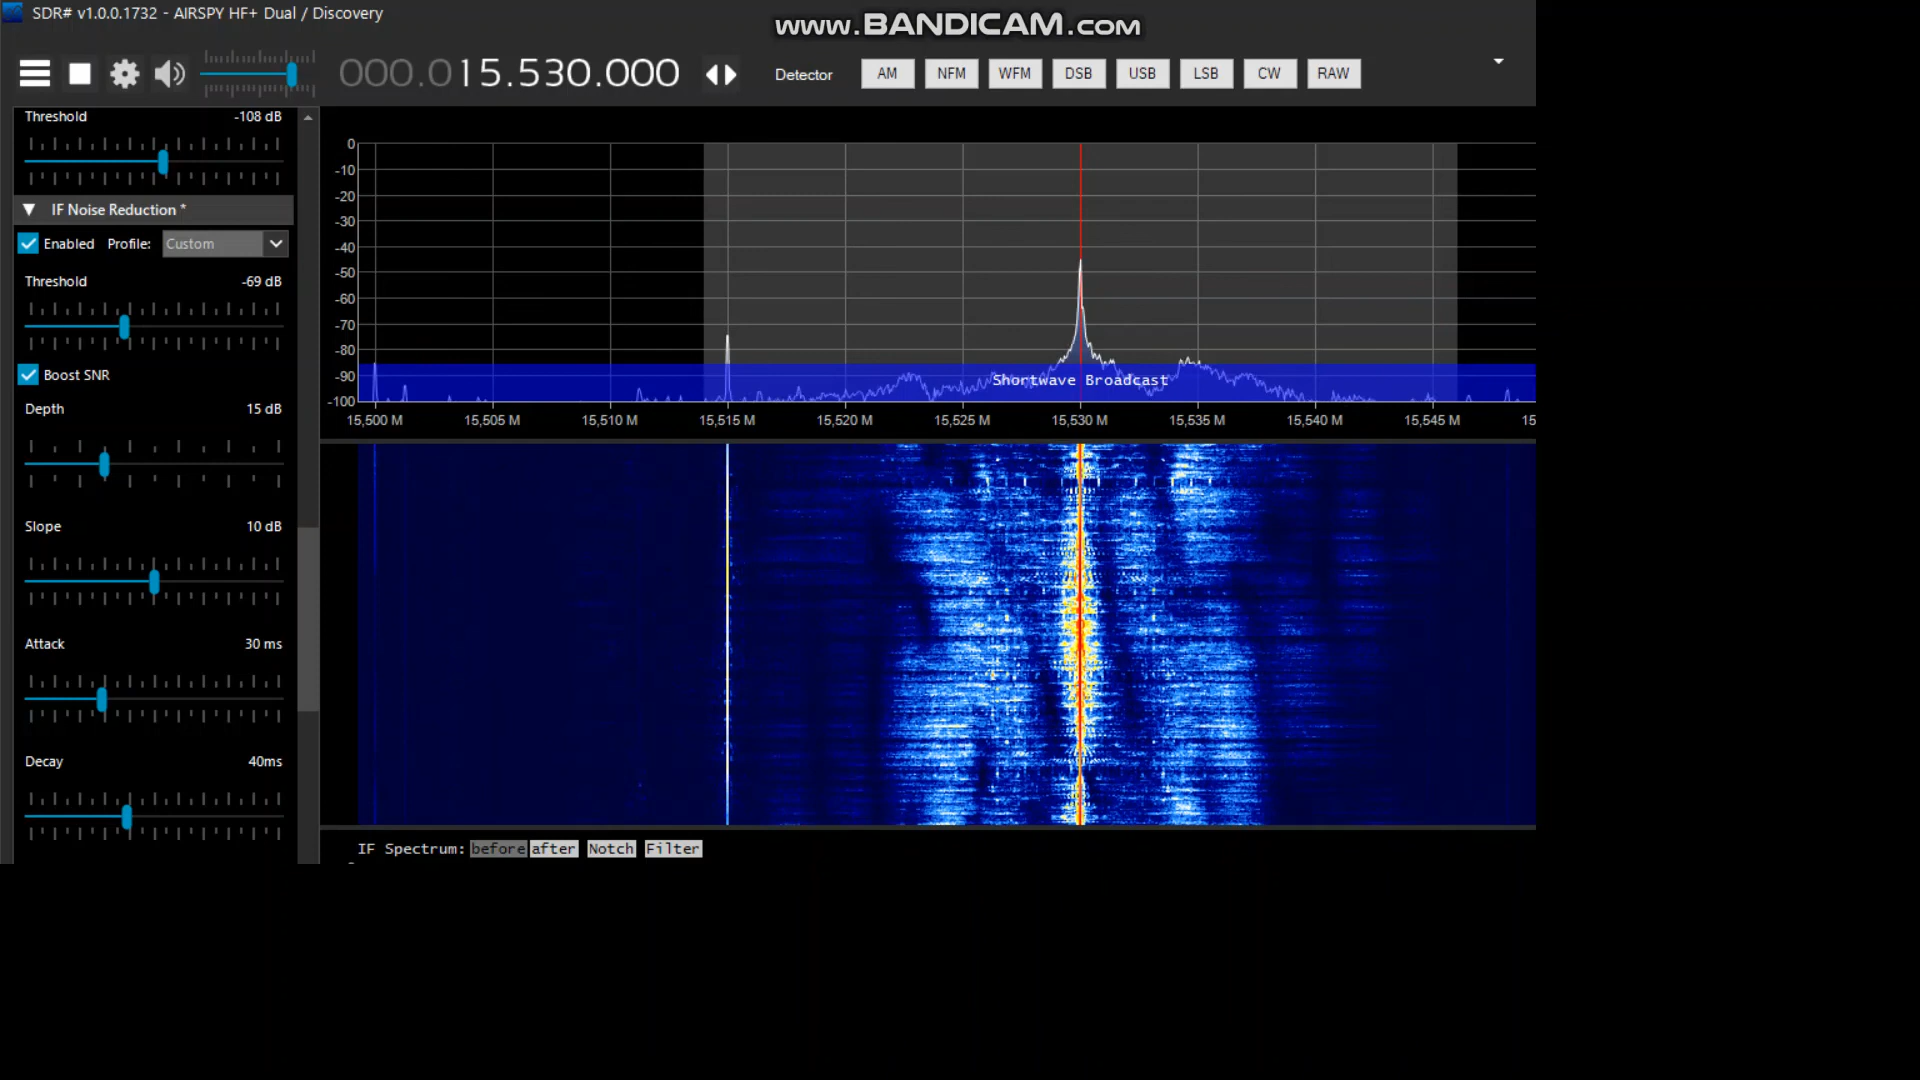 SDR# v1.0.0.1732 - AIRSPY HF+ Dual / Discovery
www.BANDICAM.com
000.015.530.000
Detector AM NFM WFM DSB USB LSB CW RAW
Threshold -108 dB
IF Noise Reduction *
Enabled Profile: Custom
Threshold -69 dB
Boost SNR
Depth 15 dB
Slope 10 dB
Attack 30 ms
Decay 40ms
0
-10
-20
-30
-40
-50
-60
-70
-80
-90
-100
Shortwave Broadcast
15,500 M 15,505 M 15,510 M 15,515 M 15,520 M 15,525 M 15,530 M 15,535 M 15,540 M 15,545 M 15
IF Spectrum: before after Notch Filter